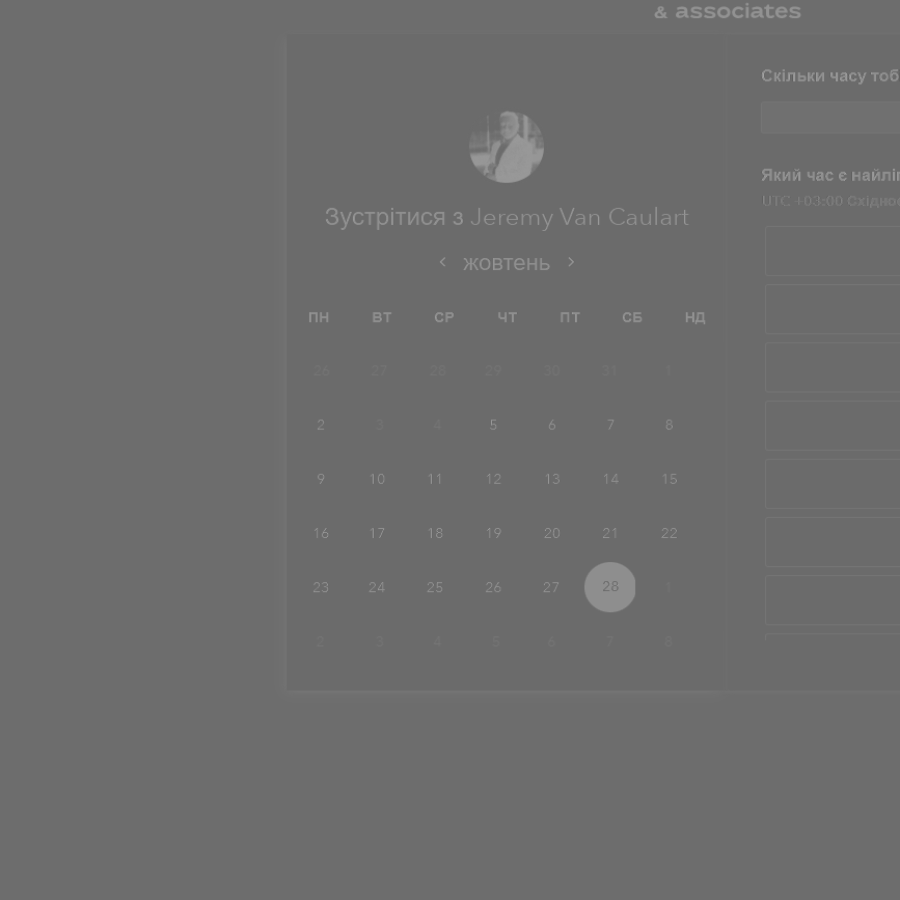 & associates
Скільки часу тоб
Який час є найлі
UTC +03:00 Східно
Зустрітися з Jeremy Van Caulart
жовтень
ПН ВТ СР ЧТ ПТ СБ НД
26 27 28 29 30 31 1
2 3 4 5 6 7 8
9 10 11 12 13 14 15
16 17 18 19 20 21 22
23 24 25 26 27 28 1
2 3 4 5 6 7 8